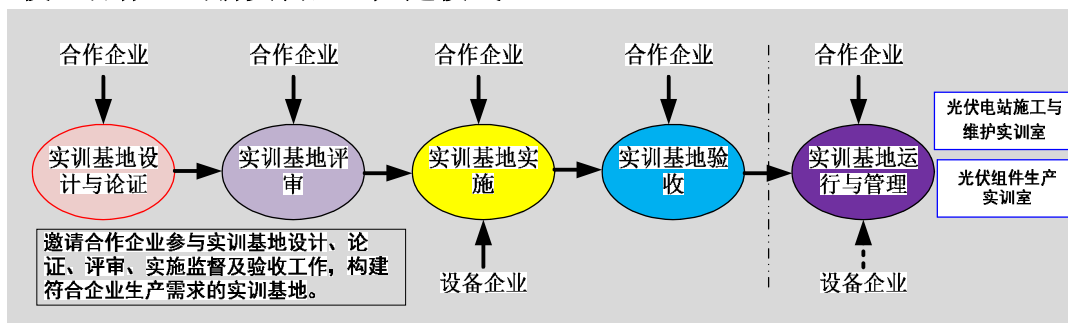 合作企业
合作企业
合作企业
合作企业
合作企业
实训基地设
计与论证
实训基地评
审
实训基地实
施
实训基地验
收
实训基地运
行与管理
光伏电站施工与
维护实训室
光伏组件生产
实训室
邀请合作企业参与实训基地设计、论
证、评审、实施监督及验收工作，构建
符合企业生产需求的实训基地。
设备企业
设备企业